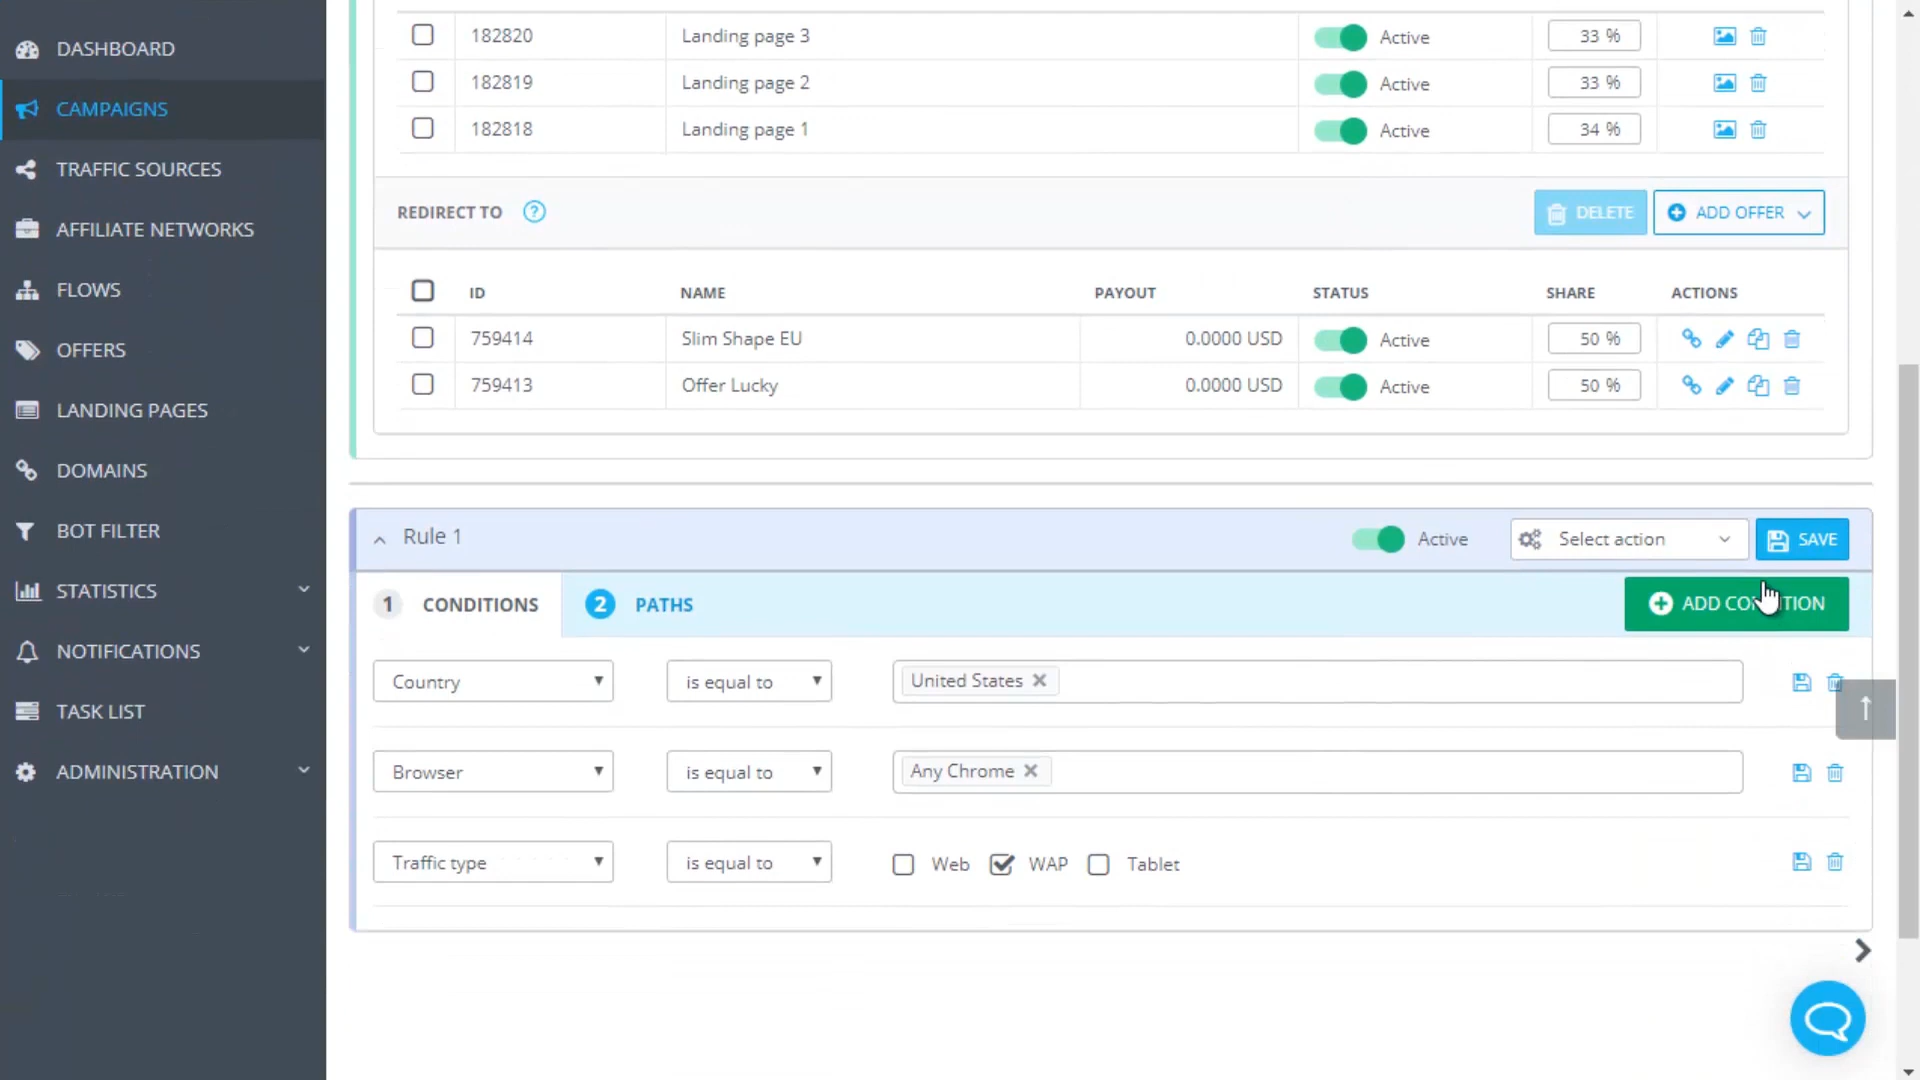 DASHBOARD
CAMPAIGNS
TRAFFIC SOURCES
AFFILIATE NETWORKS
FLOWS
OFFERS
LANDING PAGES
DOMAINS
BOT FILTER
STATISTICS
NOTIFICATIONS
TASK LIST
ADMINISTRATION
182820 Landing page 3 Active 33 %
182819 Landing page 2 Active 33 %
182818 Landing page 1 Active 34 %
REDIRECT TO ? DELETE ADD OFFER
ID NAME PAYOUT STATUS SHARE ACTIONS
759414 Slim Shape EU 0.0000 USD Active 50 %
759413 Offer Lucky 0.0000 USD Active 50 %
Rule 1 Active Select action SAVE
1 CONDITIONS 2 PATHS ADD CONDITION
Country is equal to United States
Browser is equal to Any Chrome
Traffic type is equal to Web WAP Tablet